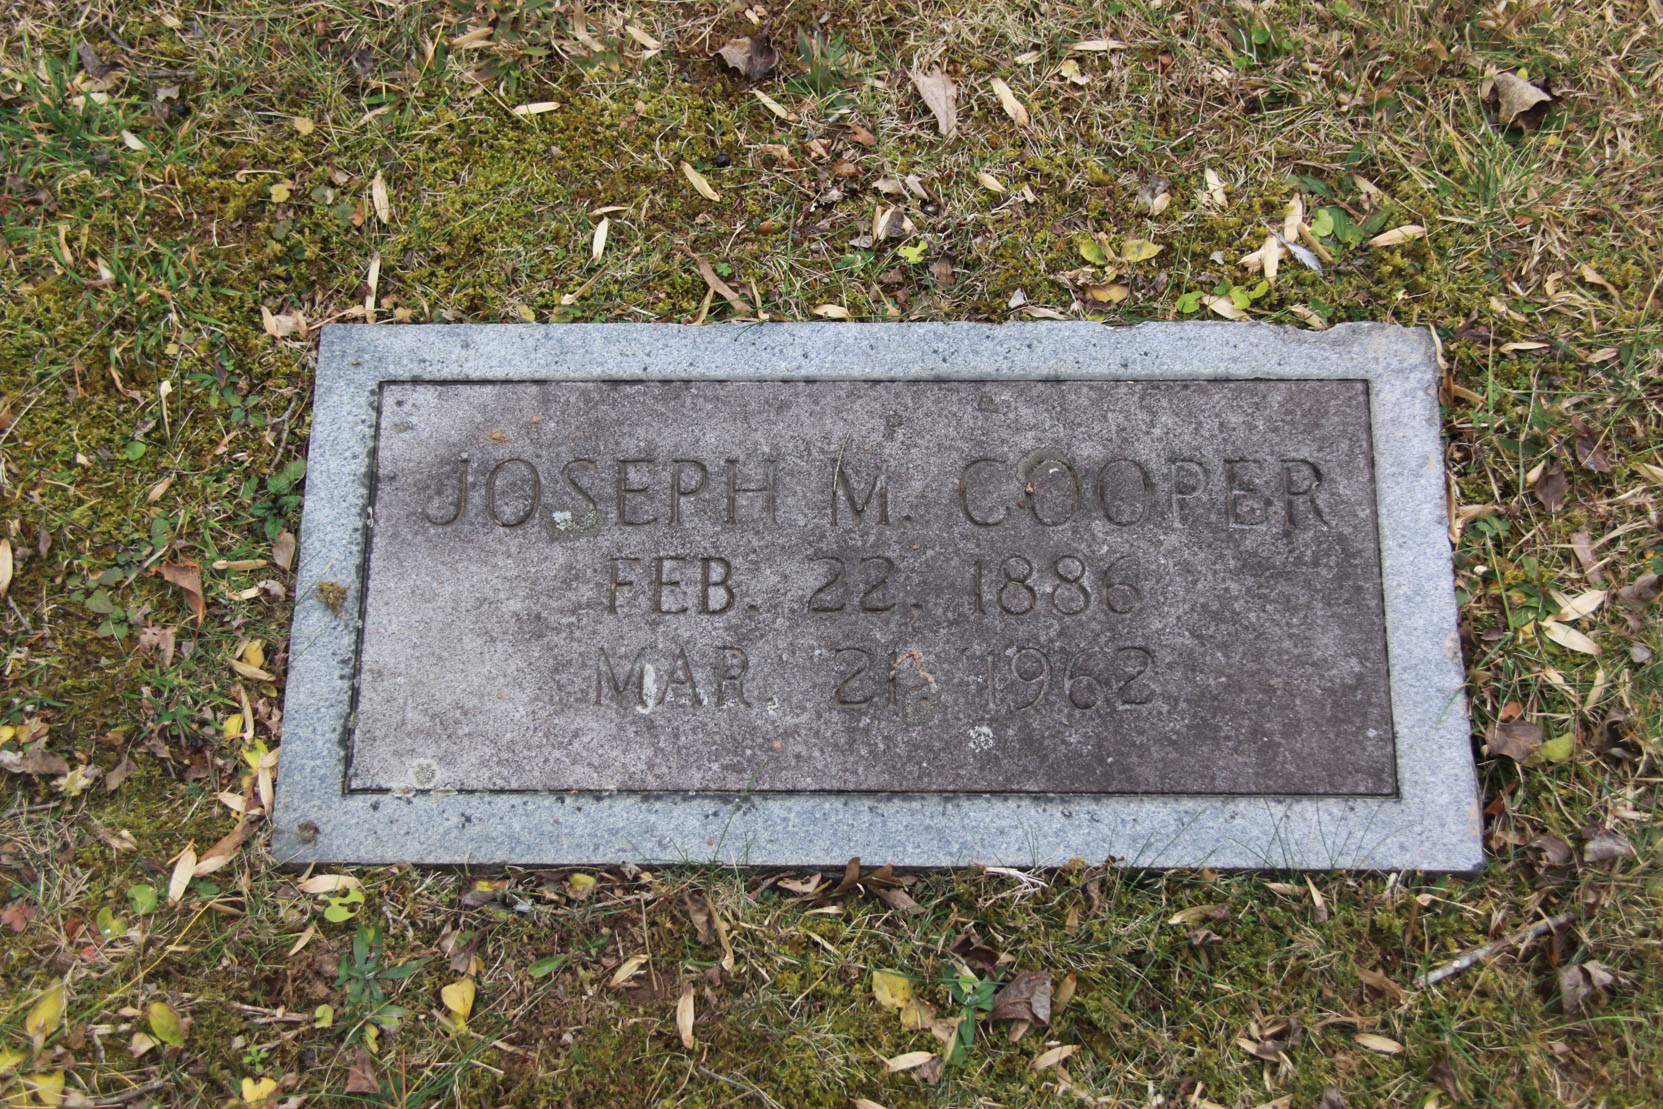 JOSEPH M. COOPER
FEB. 22, 1886
MAR. 21, 1962